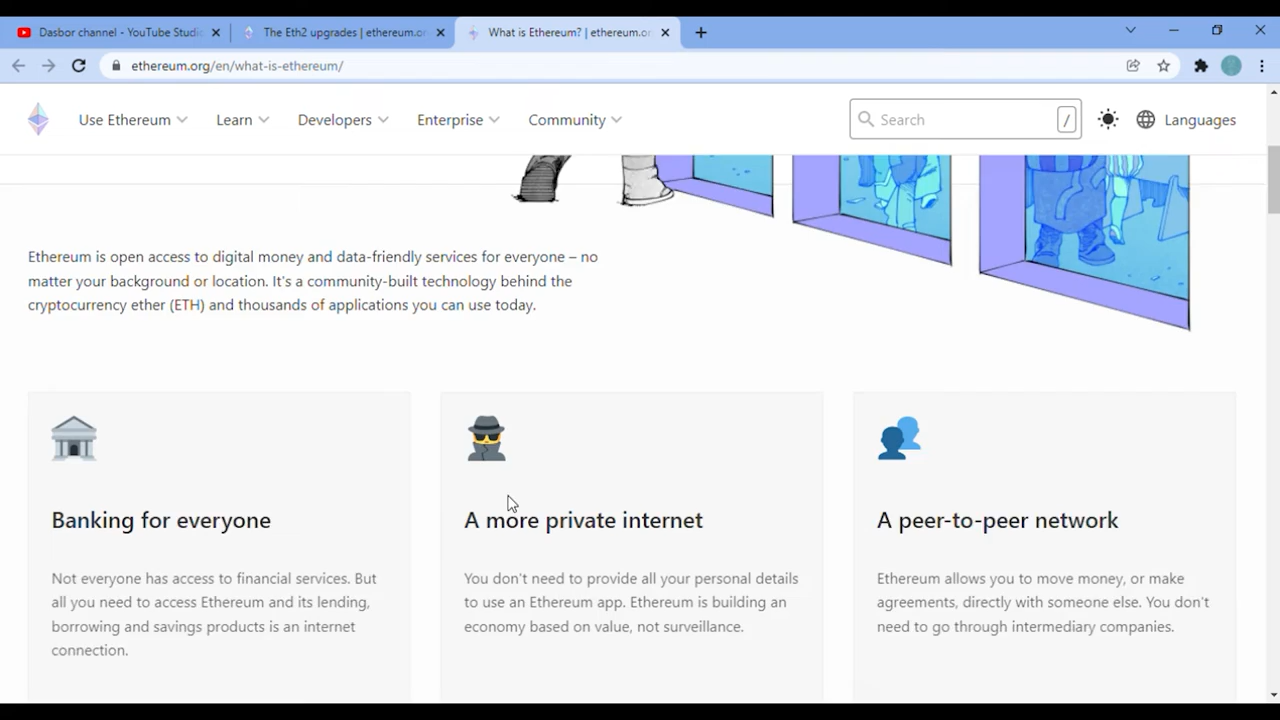 Dasbor channel - YouTube Studio
The Eth2 upgrades | ethereum.or
What is Ethereum? | ethereum.or
ethereum.org/en/what-is-ethereum/
Use Ethereum
Learn
Developers
Enterprise
Community
Search
/
Languages
Ethereum is open access to digital money and data-friendly services for everyone – no
matter your background or location. It's a community-built technology behind the
cryptocurrency ether (ETH) and thousands of applications you can use today.
Banking for everyone
Not everyone has access to financial services. But
all you need to access Ethereum and its lending,
borrowing and savings products is an internet
connection.
A more private internet
You don't need to provide all your personal details
to use an Ethereum app. Ethereum is building an
economy based on value, not surveillance.
A peer-to-peer network
Ethereum allows you to move money, or make
agreements, directly with someone else. You don't
need to go through intermediary companies.